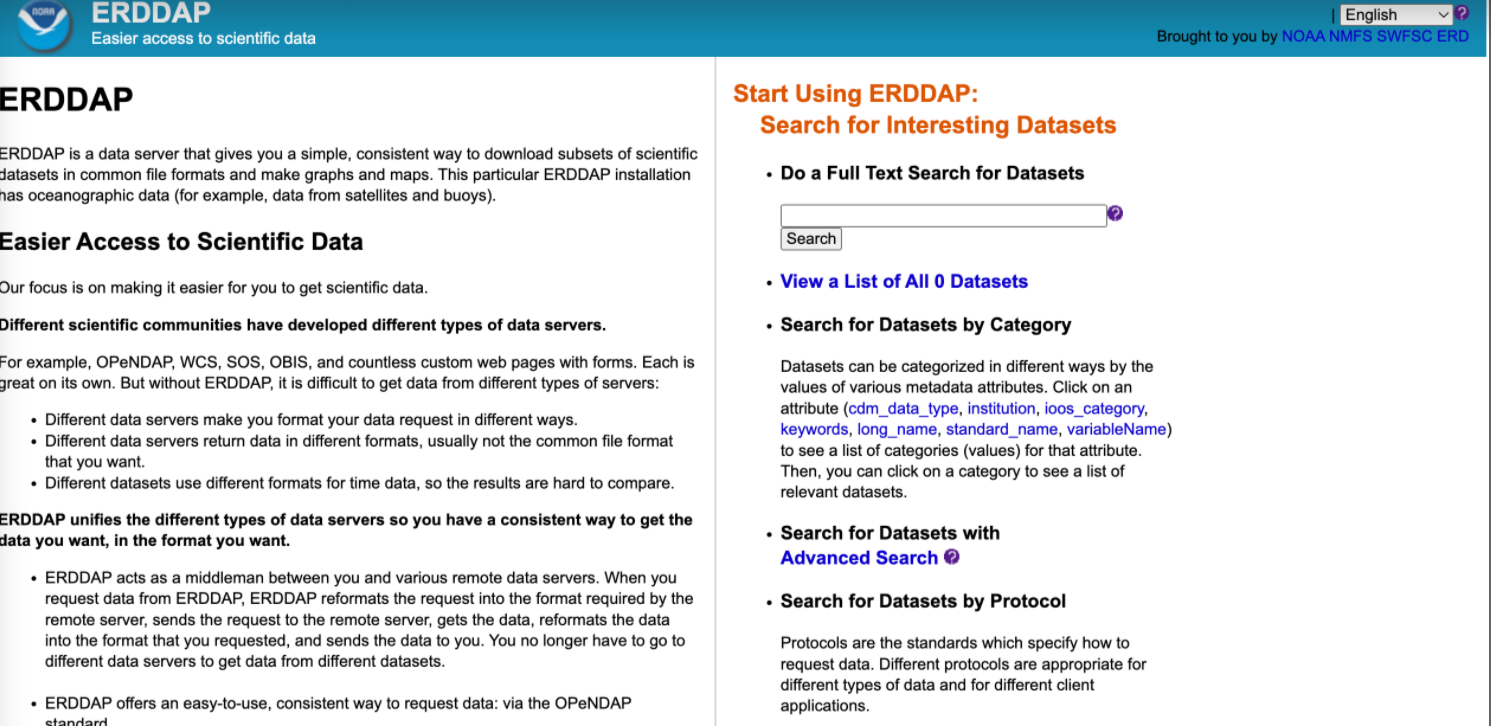 NOAA
ERDDAP
Easier access to scientific data
| English
Brought to you by NOAA NMFS SWFSC ERD
ERDDAP
ERDDAP is a data server that gives you a simple, consistent way to download subsets of scientific
datasets in common file formats and make graphs and maps. This particular ERDDAP installation
has oceanographic data (for example, data from satellites and buoys).
Easier Access to Scientific Data
Our focus is on making it easier for you to get scientific data.
Different scientific communities have developed different types of data servers.
For example, OPeNDAP, WCS, SOS, OBIS, and countless custom web pages with forms. Each is
great on its own. But without ERDDAP, it is difficult to get data from different types of servers:
• Different data servers make you format your data request in different ways.
• Different data servers return data in different formats, usually not the common file format
that you want.
• Different datasets use different formats for time data, so the results are hard to compare.
ERDDAP unifies the different types of data servers so you have a consistent way to get the
data you want, in the format you want.
• ERDDAP acts as a middleman between you and various remote data servers. When you
request data from ERDDAP, ERDDAP reformats the request into the format required by the
remote server, sends the request to the remote server, gets the data, reformats the data
into the format that you requested, and sends the data to you. You no longer have to go to
different data servers to get data from different datasets.
• ERDDAP offers an easy-to-use, consistent way to request data: via the OPeNDAP
standard
Start Using ERDDAP:
Search for Interesting Datasets
• Do a Full Text Search for Datasets
?
Search
• View a List of All 0 Datasets
• Search for Datasets by Category
Datasets can be categorized in different ways by the
values of various metadata attributes. Click on an
attribute (cdm_data_type, institution, ioos_category,
keywords, long_name, standard_name, variableName)
to see a list of categories (values) for that attribute.
Then, you can click on a category to see a list of
relevant datasets.
• Search for Datasets with
Advanced Search ?
• Search for Datasets by Protocol
Protocols are the standards which specify how to
request data. Different protocols are appropriate for
different types of data and for different client
applications.